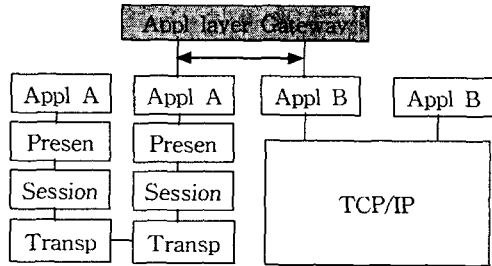 Appl layer Gateway
Appl A
Appl A
Appl B
Appl B
Presen
Presen
Session
Session
TCP/IP
Transp
Transp